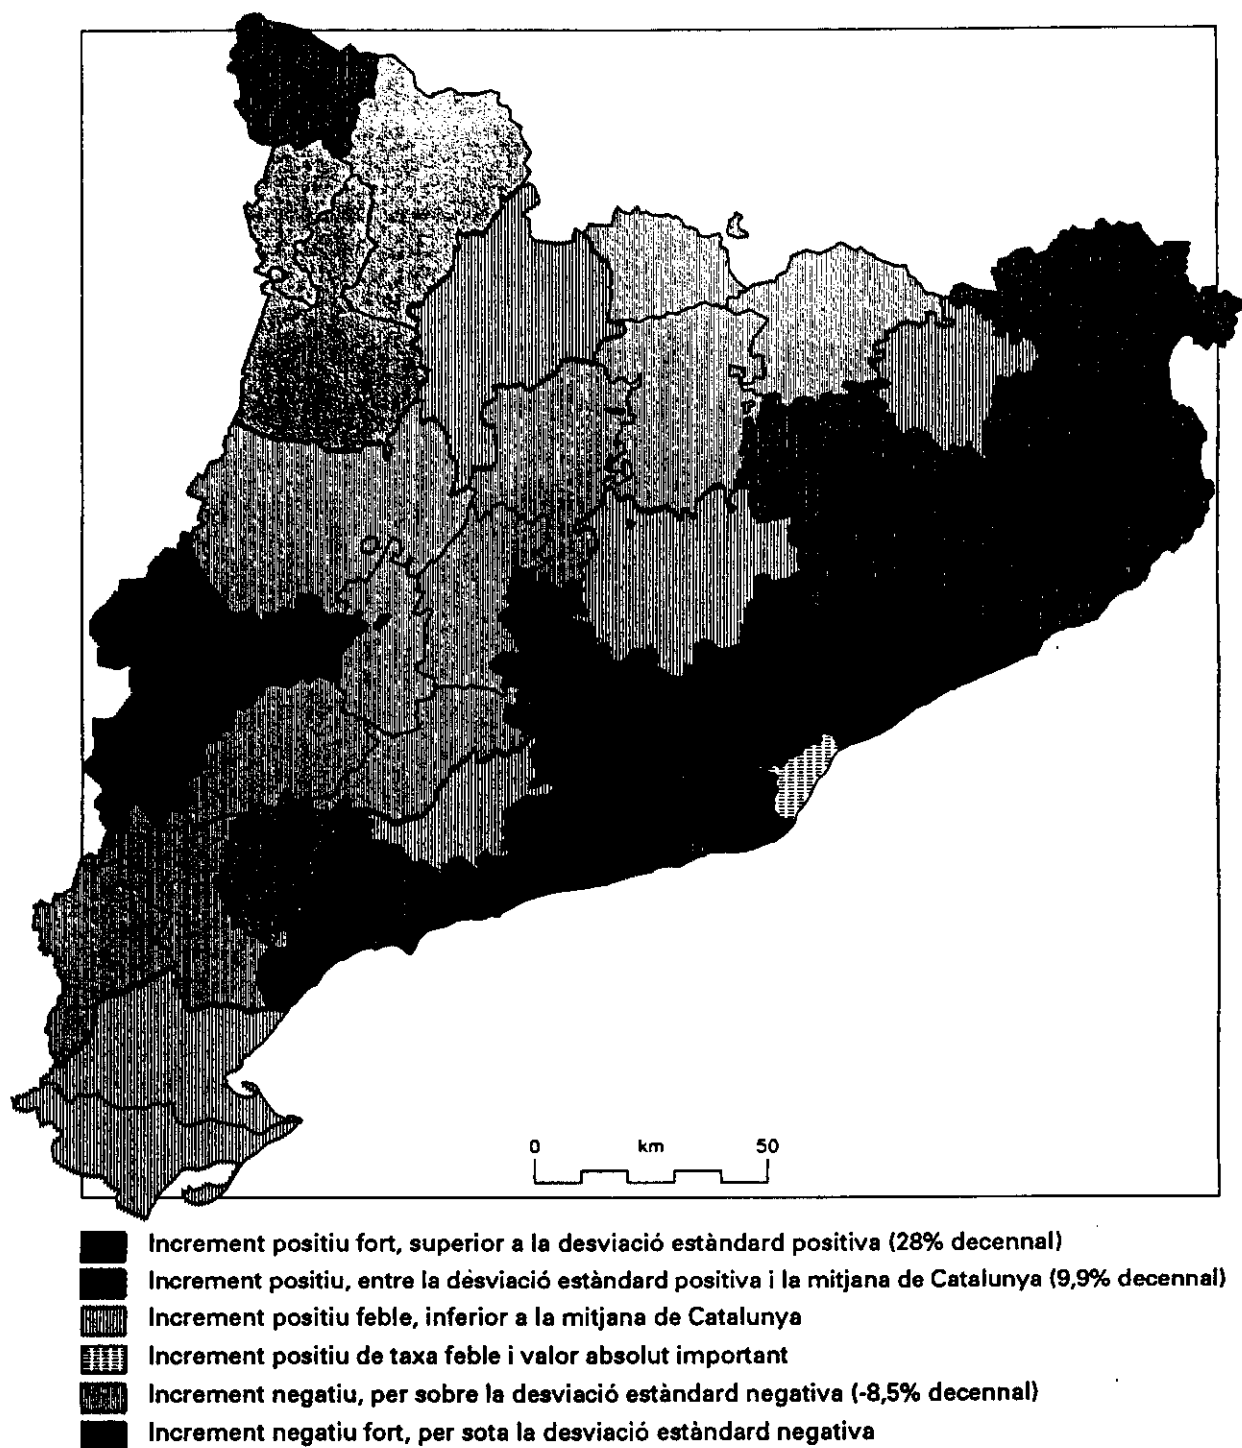 0 km 50
Increment positiu fort, superior a la desviació estàndard positiva (28% decennal)
Increment positiu, entre la desviació estàndard positiva i la mitjana de Catalunya (9,9% decennal)
Increment positiu feble, inferior a la mitjana de Catalunya
Increment positiu de taxa feble i valor absolut important
Increment negatiu, per sobre la desviació estàndard negativa (-8,5% decennal)
Increment negatiu fort, per sota la desviació estàndard negativa